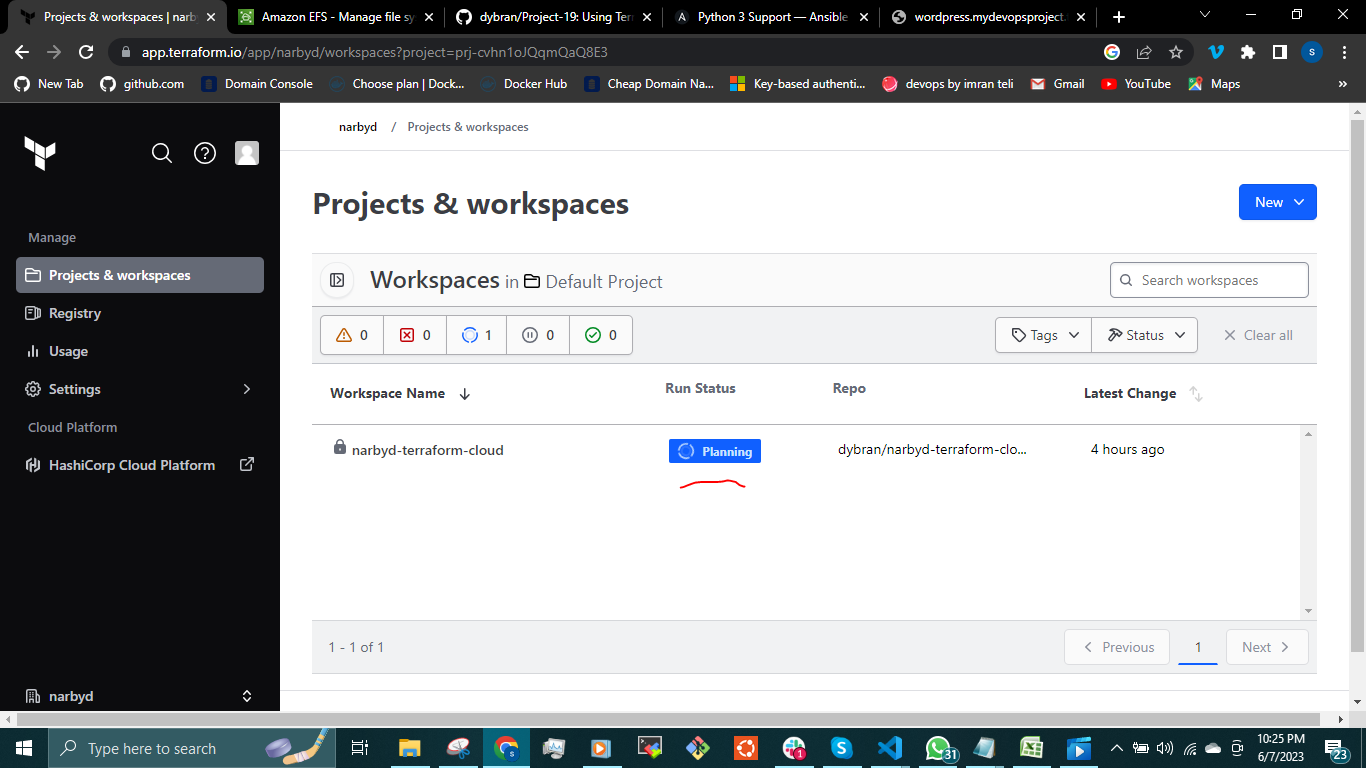 Projects & workspaces | narb
Amazon EFS - Manage file sy
dybran/Project-19: Using Ter
Python 3 Support — Ansible
wordpress.mydevopsproject.
app.terraform.io/app/narbyd/workspaces?project=prj-cvhn1oJQqmQaQ8E3
S
New Tab
github.com
Domain Console
Choose plan | Dock...
Docker Hub
Cheap Domain Na...
Key-based authenti...
devops by imran teli
Gmail
YouTube
Maps
»
narbyd / Projects & workspaces
Projects & workspaces
New
Manage
Projects & workspaces
Registry
Usage
Settings
Cloud Platform
HashiCorp Cloud Platform
narbyd
Workspaces in Default Project
Search workspaces
0 0 1 0 0
Tags
Status
Clear all
Workspace Name Run Status Repo Latest Change
narbyd-terraform-cloud Planning dybran/narbyd-terraform-clo... 4 hours ago
1 - 1 of 1
Previous 1 Next
Type here to search
1
31
10:25 PM
6/7/2023
23